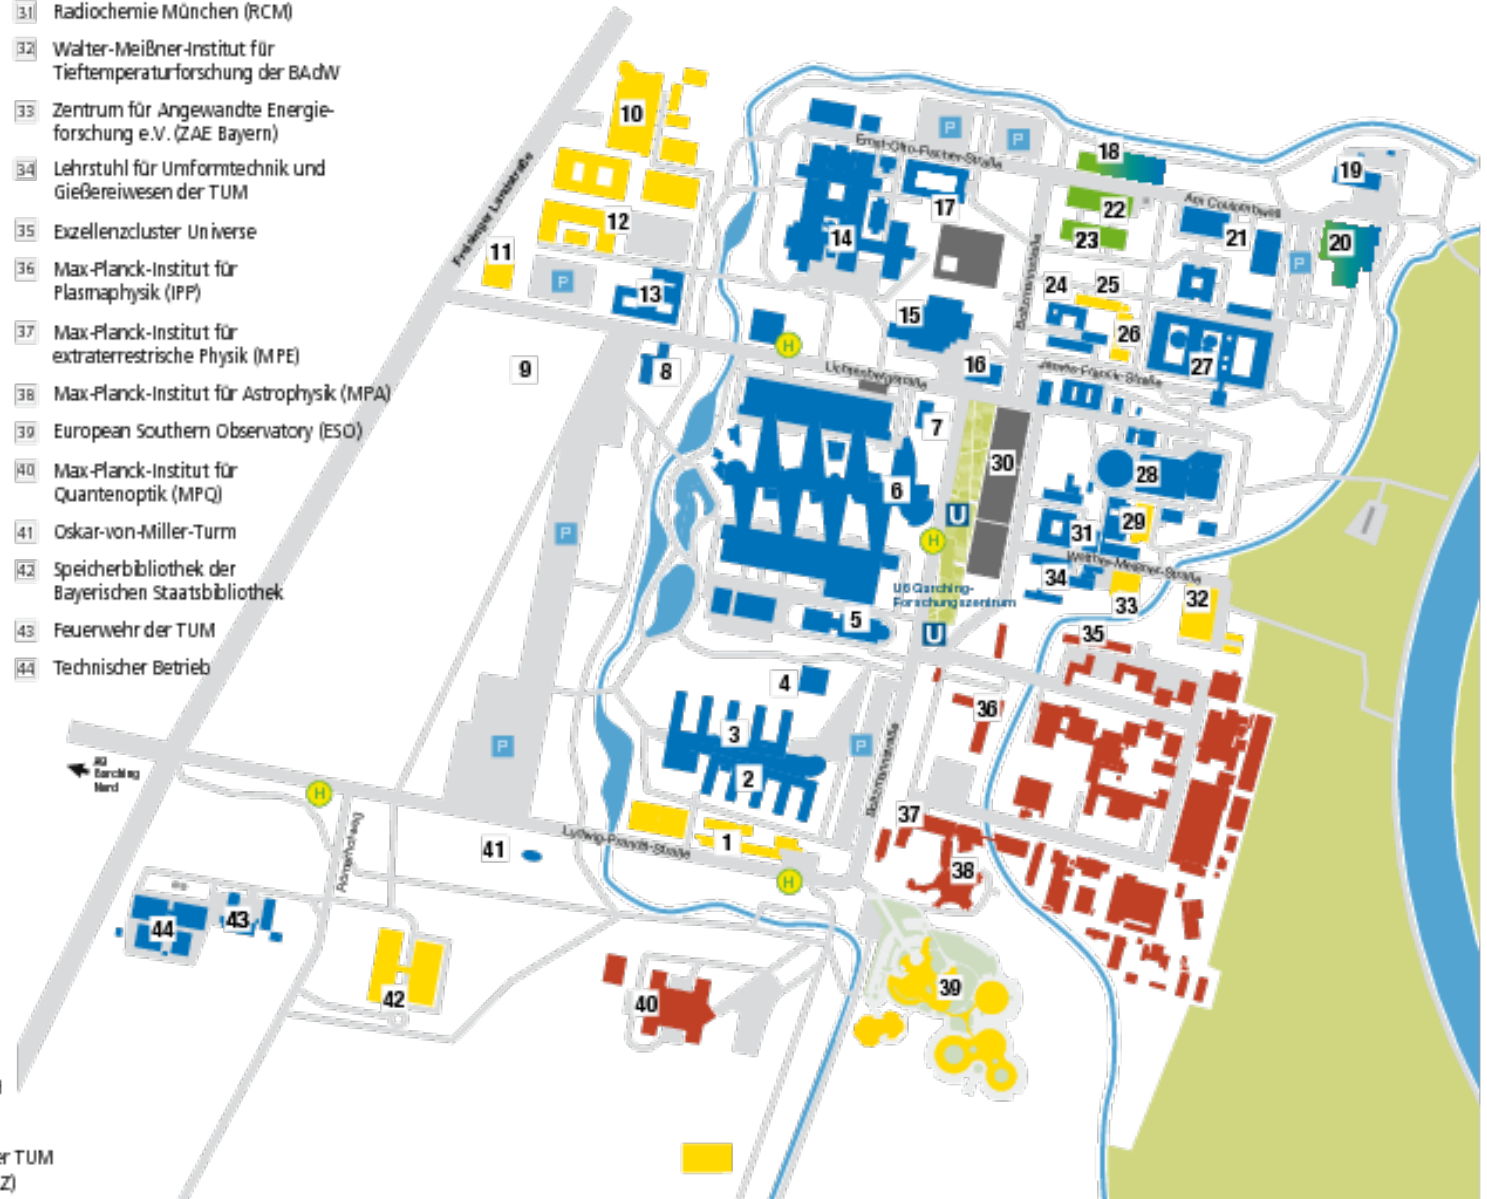 31 Radiochemie München (RCM)
32 Walter-Meißner-Institut für
Tieftemperaturforschung der BAdW
33 Zentrum für Angewandte Energie-
forschung e.V. (ZAE Bayern)
34 Lehrstuhl für Umformtechnik und
Gießereiwesen der TUM
35 Exzellenzcluster Universe
36 Max-Planck-Institut für
Plasmaphysik (IPP)
37 Max-Planck-Institut für
extraterrestrische Physik (MPE)
38 Max-Planck-Institut für Astrophysik (MPA)
39 European Southern Observatory (ESO)
40 Max-Planck-Institut für
Quantenoptik (MPQ)
41 Oskar-von-Miller-Turm
42 Speicherbibliothek der
Bayerischen Staatsbibliothek
43 Feuerwehr der TUM
44 Technischer Betrieb
er TUM
Z)
10
Freisinger Landstraße
11
12
P
13
9
8
P
P
Ernst-Otto-Fischer-Straße
14
17
15
16
H
Lichtenbergstraße
Boltzmannstraße
18
22
23
Am Coulombwall
19
20
21
P
24
25
26
27
James-Franck-Straße
7
6
30
U
H
28
29
31
34
Walther-Meißner-Straße
33
32
U6 Garching-
Forschungszentrum
U
5
4
3
2
P
Boltzmannstraße
35
36
P
P
A9
Garching
Nord
H
Römerhofweg
41
Ludwig-Prandtl-Straße
1
H
37
38
44
43
42
40
39